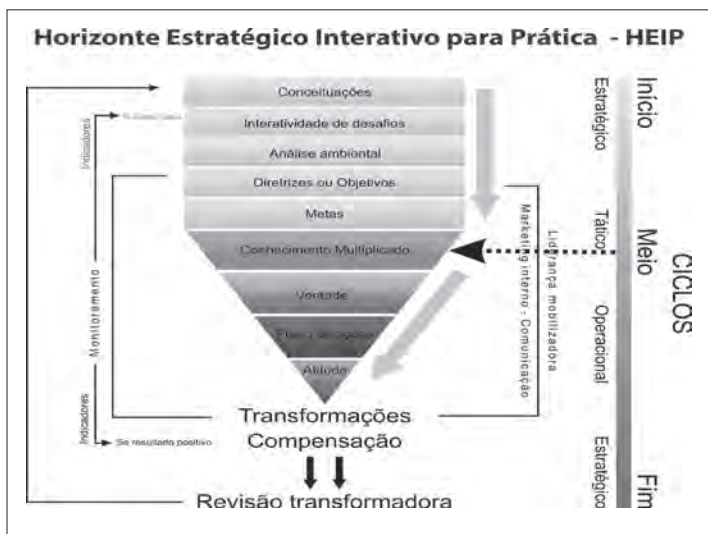 Horizonte Estratégico Interativo para Prática - HEIP
Conceituações
Interatividade de desafios
Análise ambiental
Diretrizes ou Objetivos
Metas
Conhecimento Multiplicado
Vontade
Atitude
Transformações
Compensação
Se resultado positivo
Revisão transformadora
Indicadores
Monitoramento
Indicadores
Marketing interno - Comunicação
Liderança mobilizadora
Estratégico
Tático
Operacional
Estratégico
Início
Meio
Fim
CICLOS